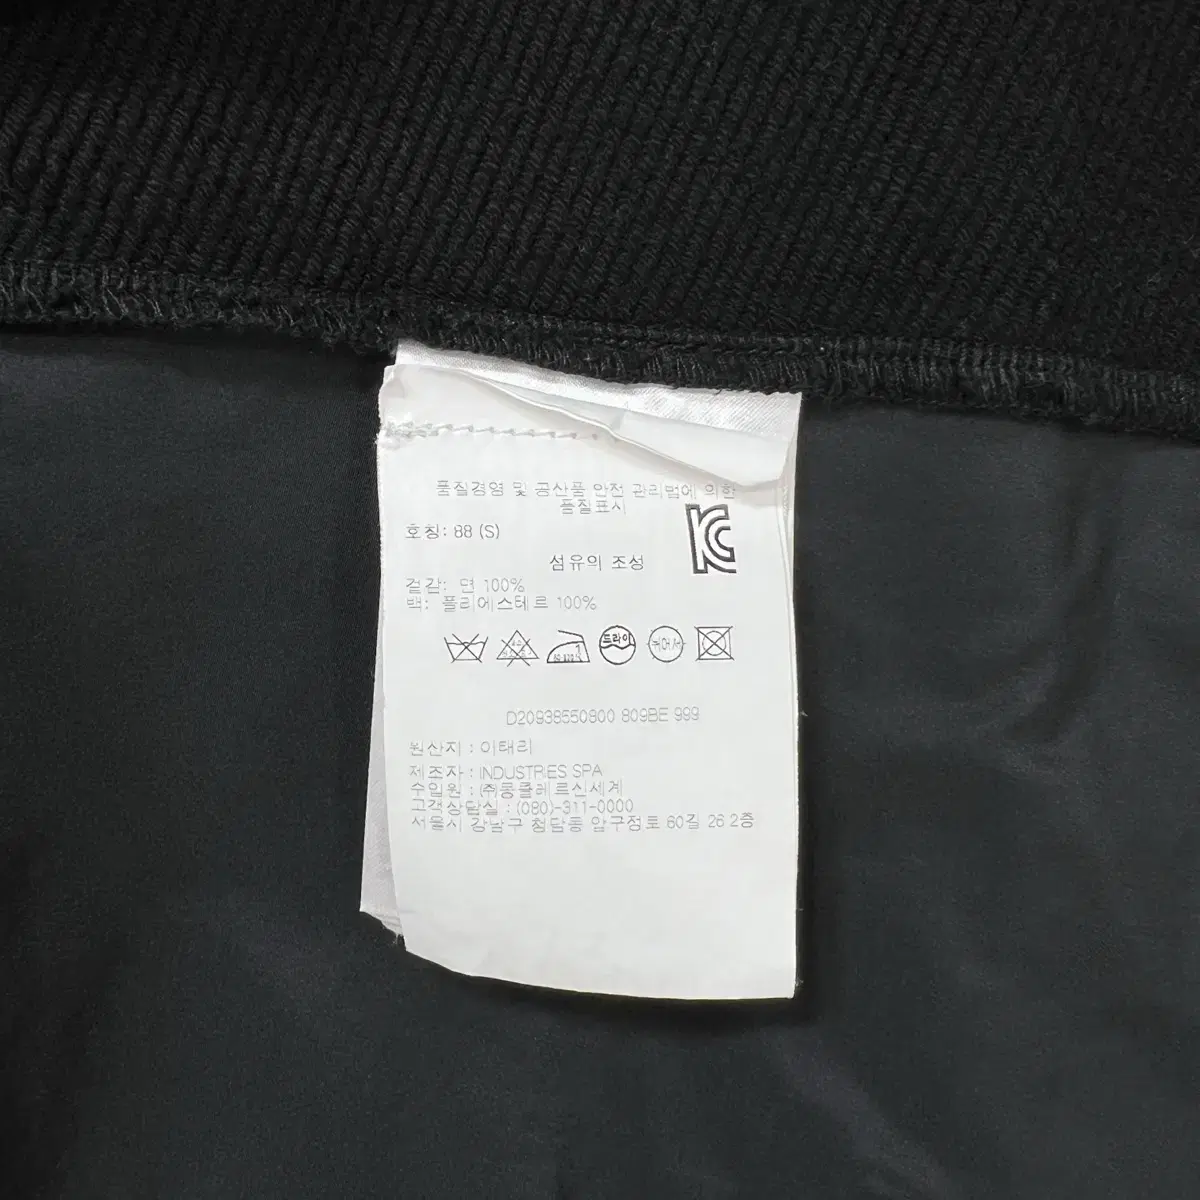 품질경영 및 공산품 안전 관리법에 의한
품질표시
호칭: 88 (S)
섬유의 조성
겉감: 면 100%
백: 폴리에스테르 100%
드라이
D20938550800 809BE 999
원산지 : 이태리
제조자 : INDUSTRIES SPA
수입원 : (주)몽클레르신세계
고객상담실 : (080)-311-0000
서울시 강남구 청담동 압구정로 60길 26 2층